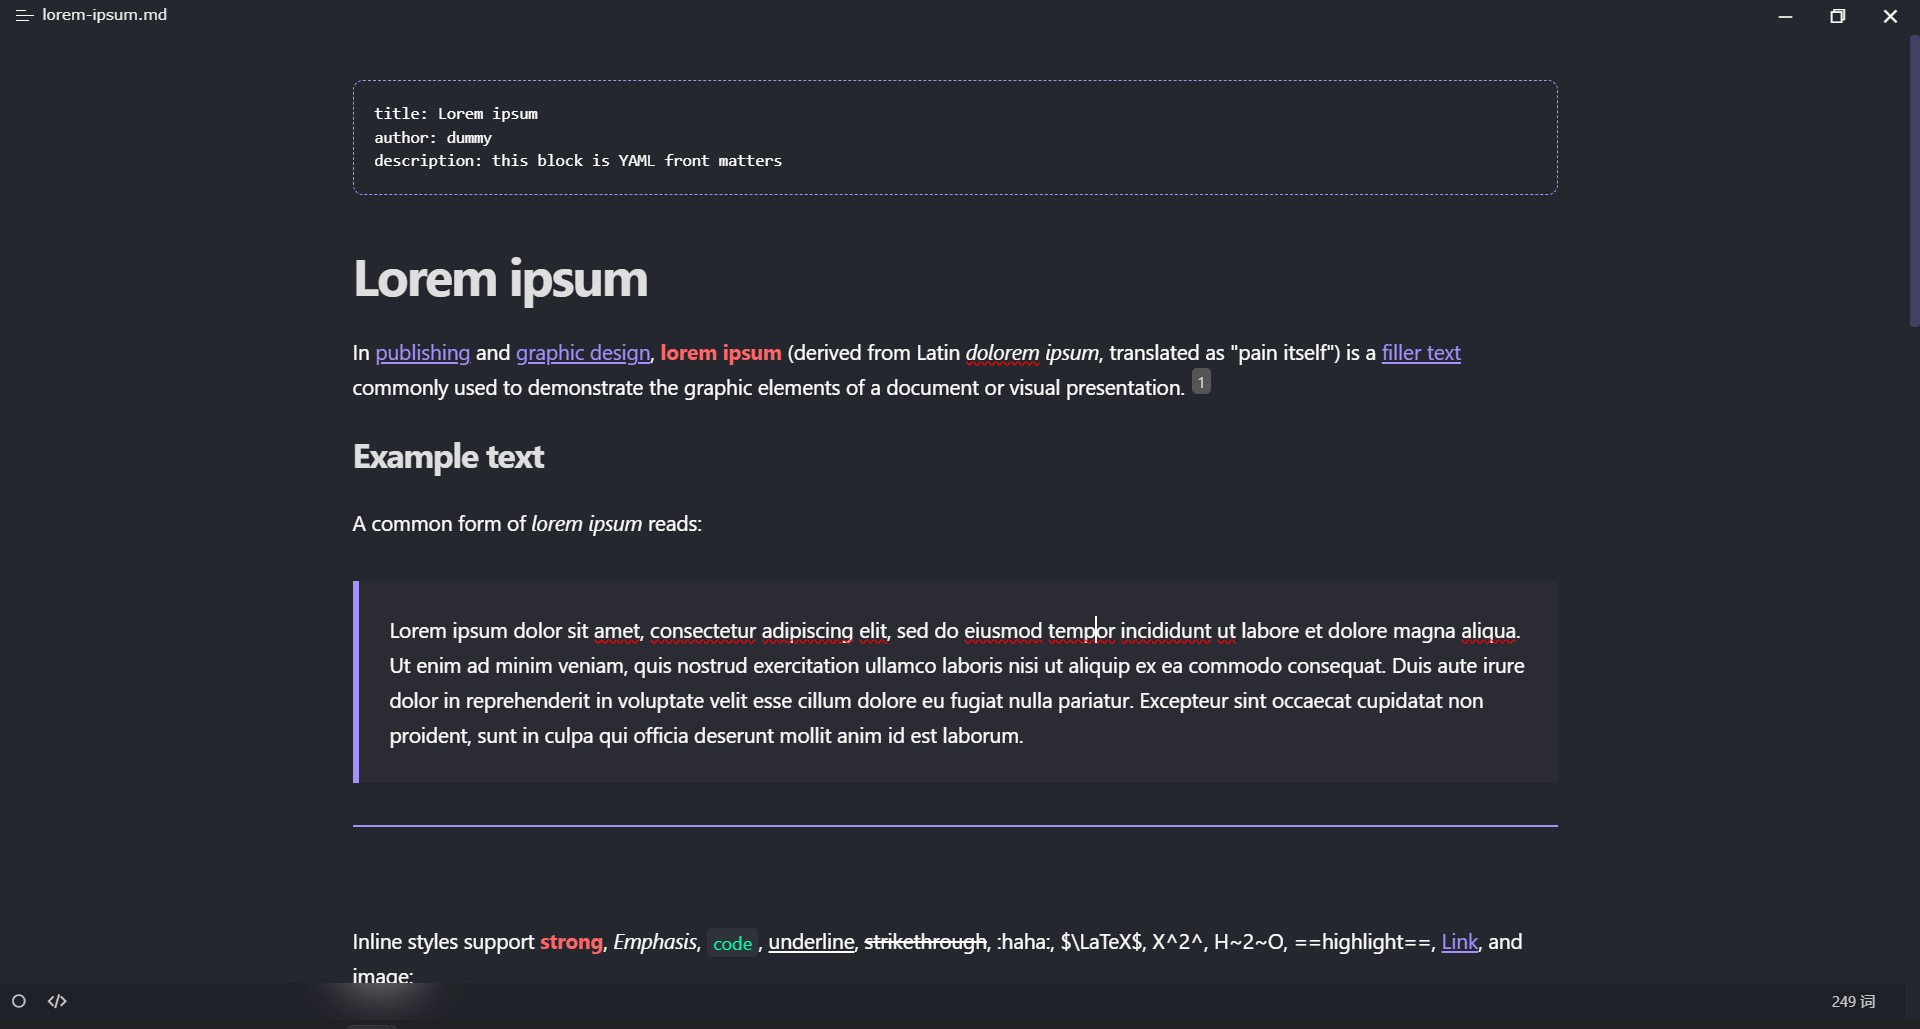 lorem-ipsum.md
title: Lorem ipsum
author: dummy
description: this block is YAML front matters
Lorem ipsum
In publishing and graphic design, lorem ipsum (derived from Latin dolorem ipsum, translated as "pain itself") is a filler text
commonly used to demonstrate the graphic elements of a document or visual presentation. 1
Example text
A common form of lorem ipsum reads:
Lorem ipsum dolor sit amet, consectetur adipiscing elit, sed do eiusmod tempor incididunt ut labore et dolore magna aliqua.
Ut enim ad minim veniam, quis nostrud exercitation ullamco laboris nisi ut aliquip ex ea commodo consequat. Duis aute irure
dolor in reprehenderit in voluptate velit esse cillum dolore eu fugiat nulla pariatur. Excepteur sint occaecat cupidatat non
proident, sunt in culpa qui officia deserunt mollit anim id est laborum.
Inline styles support strong, Emphasis, code, underline, strikethrough, :haha:, $\LaTeX$, X^2^, H~2~O, ==highlight==, Link, and
image:
</> 249 词